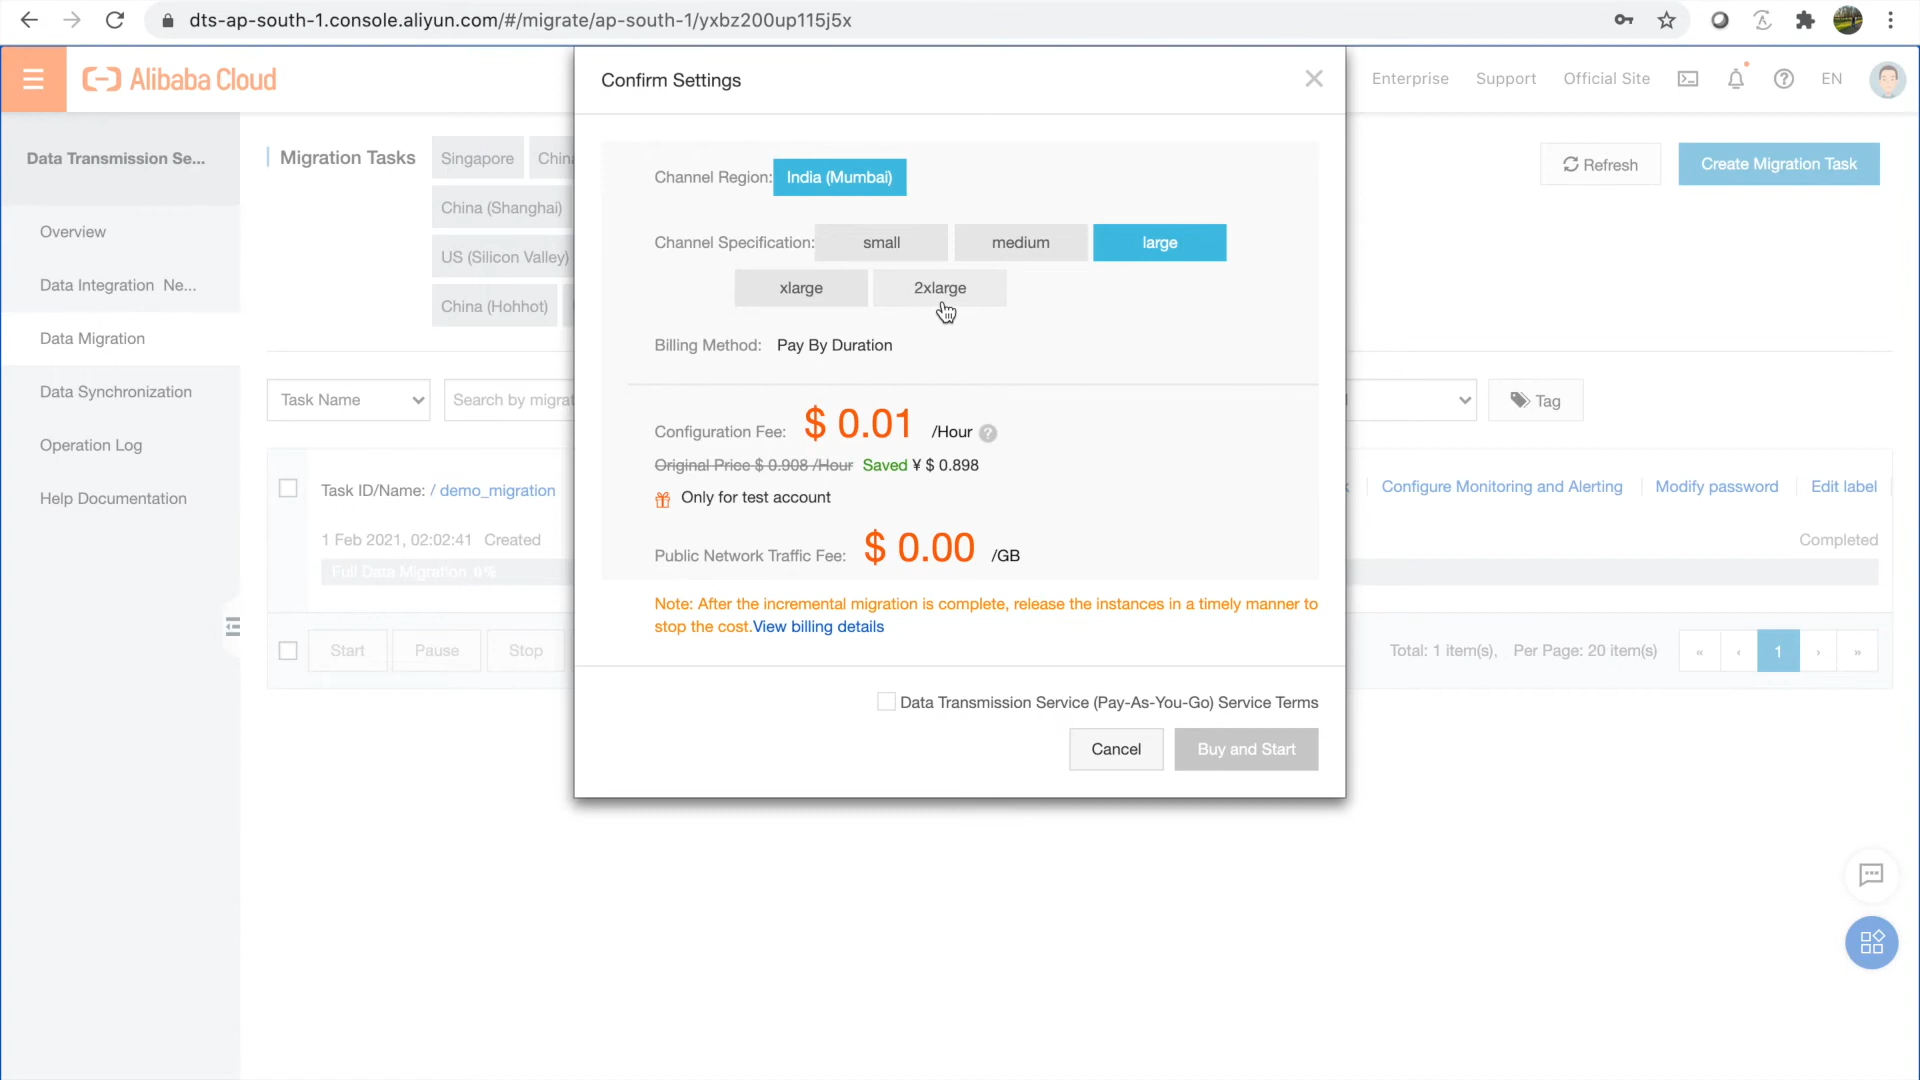 dts-ap-south-1.console.aliyun.com/#/migrate/ap-south-1/yxbz200up115j5x
Alibaba Cloud
Enterprise
Support
Official Site
EN
Confirm Settings
Data Transmission Se...
Overview
Data Integration Ne...
Data Migration
Data Synchronization
Operation Log
Help Documentation
Migration Tasks
Singapore
China (Shanghai)
US (Silicon Valley)
China (Hohhot)
Refresh
Create Migration Task
Channel Region: India (Mumbai)
Channel Specification: small medium large
xlarge 2xlarge
Billing Method: Pay By Duration
Configuration Fee: $ 0.01 /Hour ?
Original Price $ 0.908 /Hour Saved ¥ $ 0.898
Only for test account
Public Network Traffic Fee: $ 0.00 /GB
Note: After the incremental migration is complete, release the instances in a timely manner to
stop the cost.View billing details
Data Transmission Service (Pay-As-You-Go) Service Terms
Cancel
Buy and Start
Task Name
Search by migrat
Tag
Task ID/Name: / demo_migration
Configure Monitoring and Alerting
Modify password
Edit label
1 Feb 2021, 02:02:41 Created
Completed
Full Data Migration 0%
Start
Pause
Stop
Total: 1 item(s), Per Page: 20 item(s)
« ‹ 1 › »